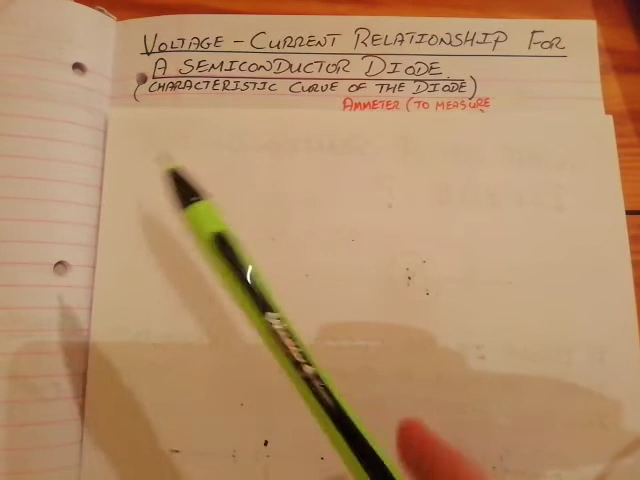 VOLTAGE - CURRENT RELATIONSHIP FOR
A SEMICONDUCTOR DIODE.
(CHARACTERISTIC CURVE OF THE DIODE)
AMMETER (TO MEASURE